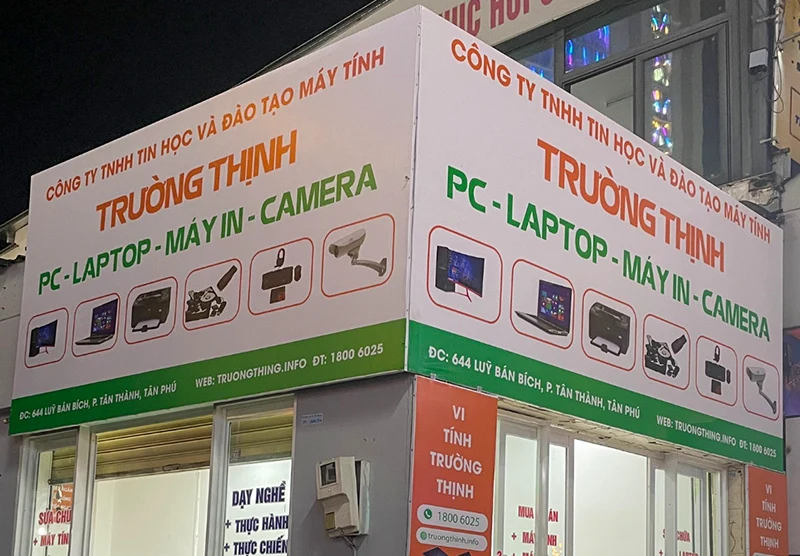 CÔNG TY TNHH TIN HỌC VÀ ĐÀO TẠO MÁY TÍNH
TRƯỜNG THỊNH
PC - LAPTOP - MÁY IN - CAMERA
ĐC: 644 LUỸ BÁN BÍCH, P. TÂN THÀNH, TÂN PHÚ WEB: TRUONGTHING.INFO ĐT: 1800 6025
CÔNG TY TNHH TIN HỌC VÀ ĐÀO TẠO MÁY TÍNH
TRƯỜNG THỊNH
PC - LAPTOP - MÁY IN - CAMERA
ĐC: 644 LUỸ BÁN BÍCH, P. TÂN THÀNH, TÂN PHÚ WEB: TRUONGTHING.INFO ĐT: 1800 6025
DẠY NGHỀ
+ THỰC HÀNH
+ THỰC CHIẾN
VI
TÍNH
TRƯỜNG
THỊNH
1800 6025
truongthinh.info
MUA
VI
TÍNH
TRƯỜNG
THỊNH